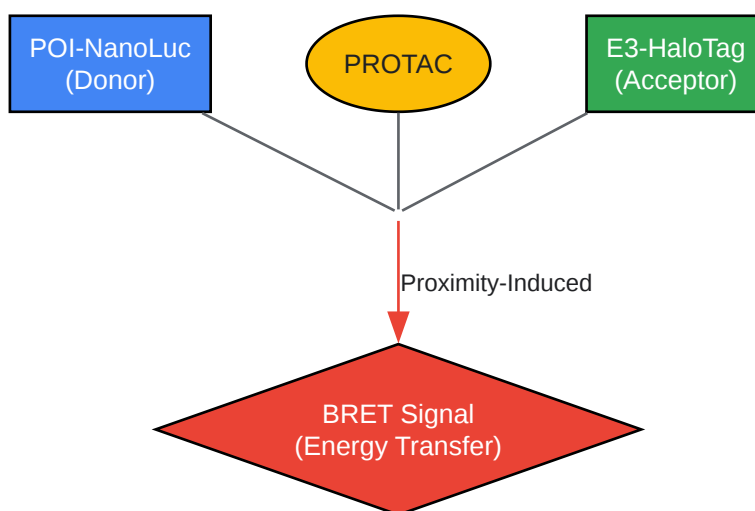 POI-NanoLuc
(Donor)
PROTAC
E3-HaloTag
(Acceptor)
Proximity-Induced
BRET Signal
(Energy Transfer)